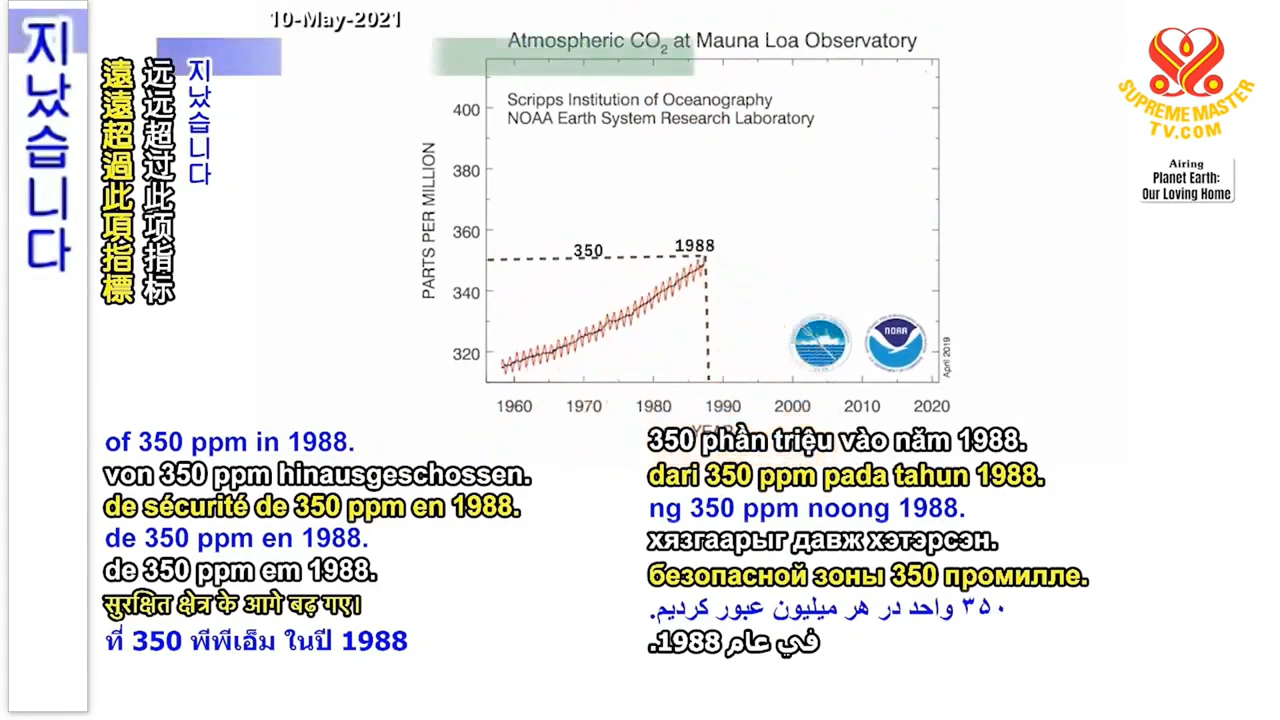 10-May-2021
지났습니다
遠遠超過此項指標
远远超过此项指标
지났습니다
Atmospheric CO₂ at Mauna Loa Observatory
Scripps Institution of Oceanography
NOAA Earth System Research Laboratory
PARTS PER MILLION
400
380
360
340
320
350
1988
NOAA
April 2019
1960 1970 1980 1990 2000 2010 2020
SUPREME MASTER
TV.COM
Airing
Planet Earth:
Our Loving Home
of 350 ppm in 1988.
von 350 ppm hinausgeschossen.
de sécurité de 350 ppm en 1988.
de 350 ppm en 1988.
de 350 ppm em 1988.
सुरक्षित क्षेत्र के आगे बढ़ गए।
ที่ 350 พีพีเอ็ม ในปี 1988
350 phần triệu vào năm 1988.
dari 350 ppm pada tahun 1988.
ng 350 ppm noong 1988.
хязгаарыг давж хэтэрсэн.
безопасной зоны 350 промилле.
۳۵۰ واحد در هر میلیون عبور کردیم.
في عام 1988.